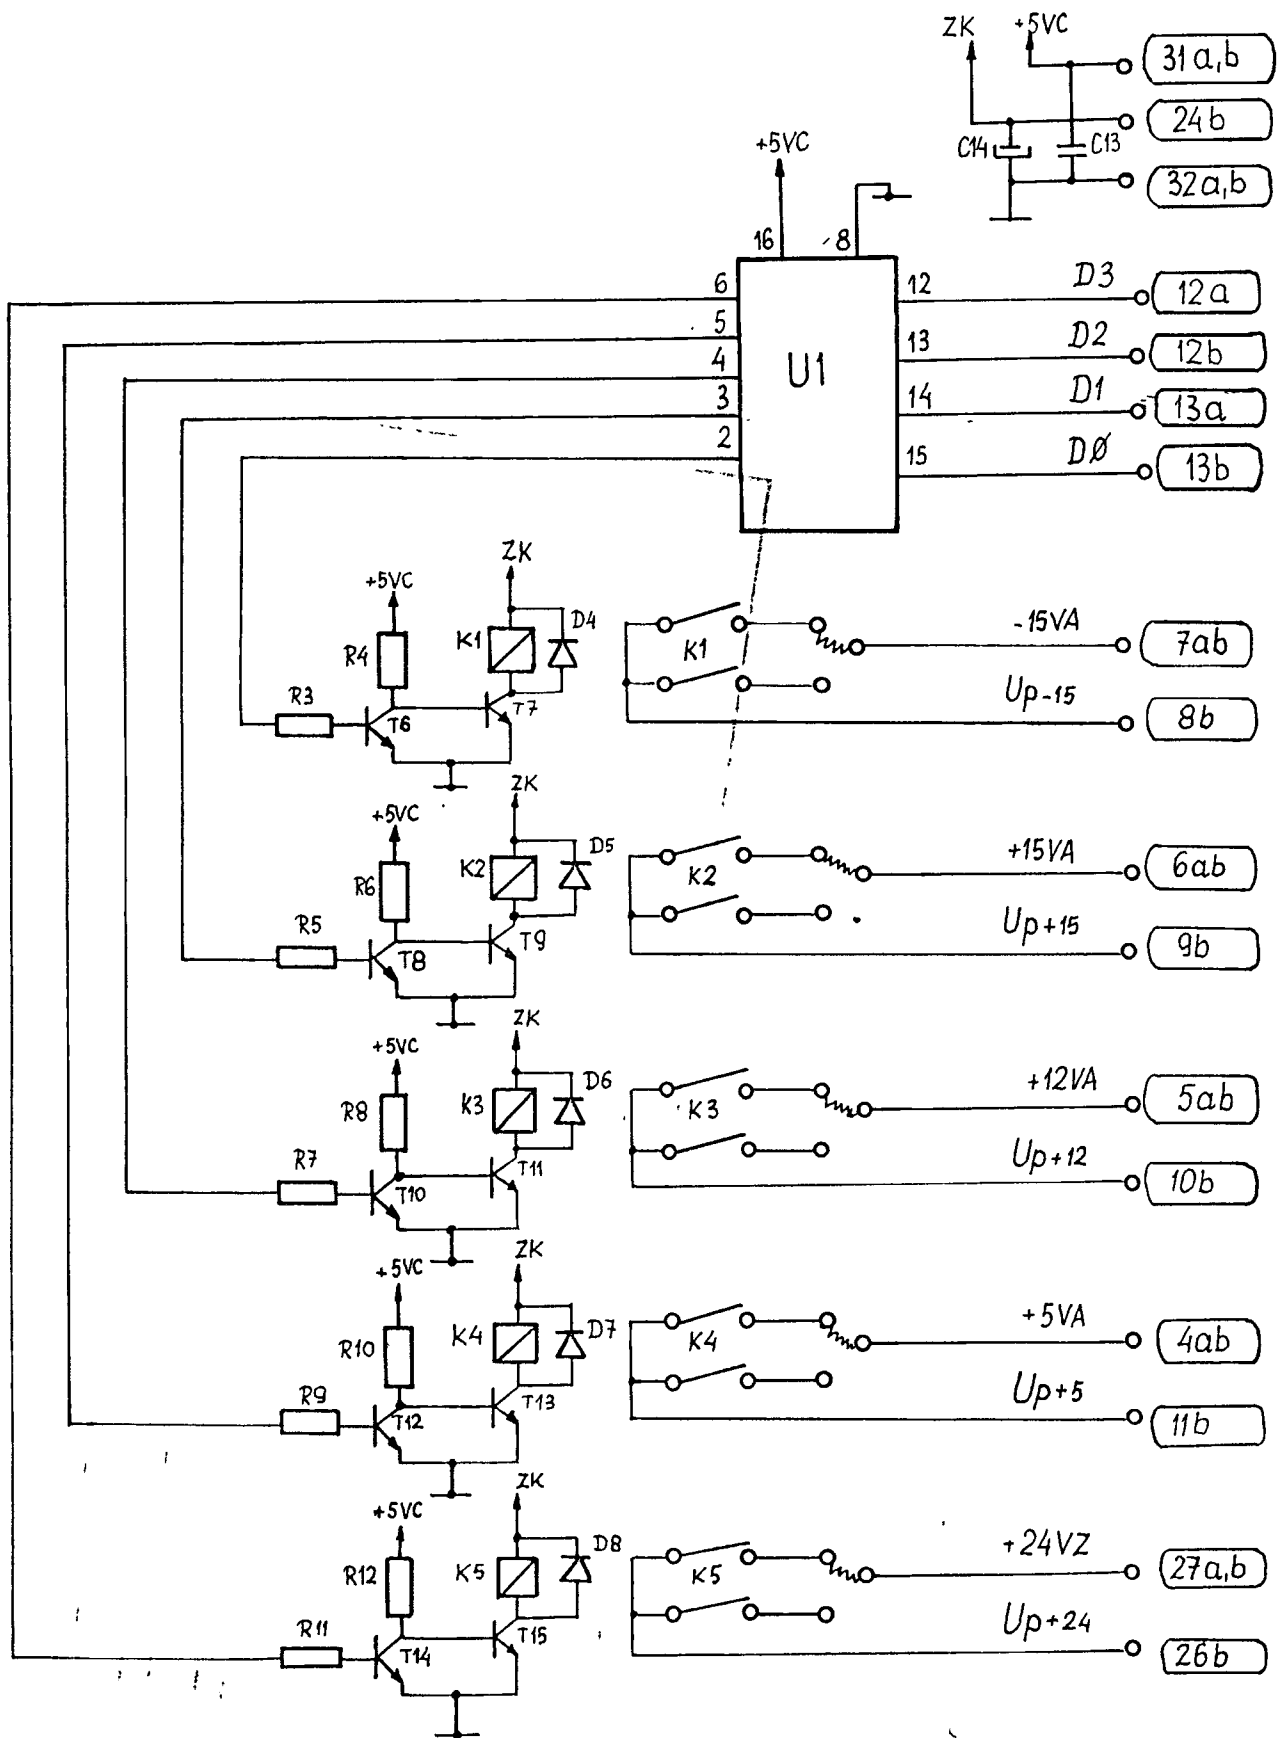 ZK +5VC 31a,b
24b
C14 C13
32a,b
+5VC
16 8
6 12 D3 12a
5 13 D2 12b
4 U1 14 D1 13a
3
2 15 DØ 13b
ZK
+5VC
K1 D4 K1 -15VA 7ab
R4
R3 T6 T7 Up-15 8b
ZK
+5VC
K2 D5 K2 +15VA 6ab
R6
R5 T8 T9 Up+15 9b
ZK
+5VC
K3 D6 K3 +12VA 5ab
R8
R7 T10 T11 Up+12 10b
ZK
+5VC
K4 D7 K4 +5VA 4ab
R10
R9 T12 T13 Up+5 11b
ZK
+5VC
K5 D8 K5 +24VZ 27a,b
R12
R11 T14 T15 Up+24 26b